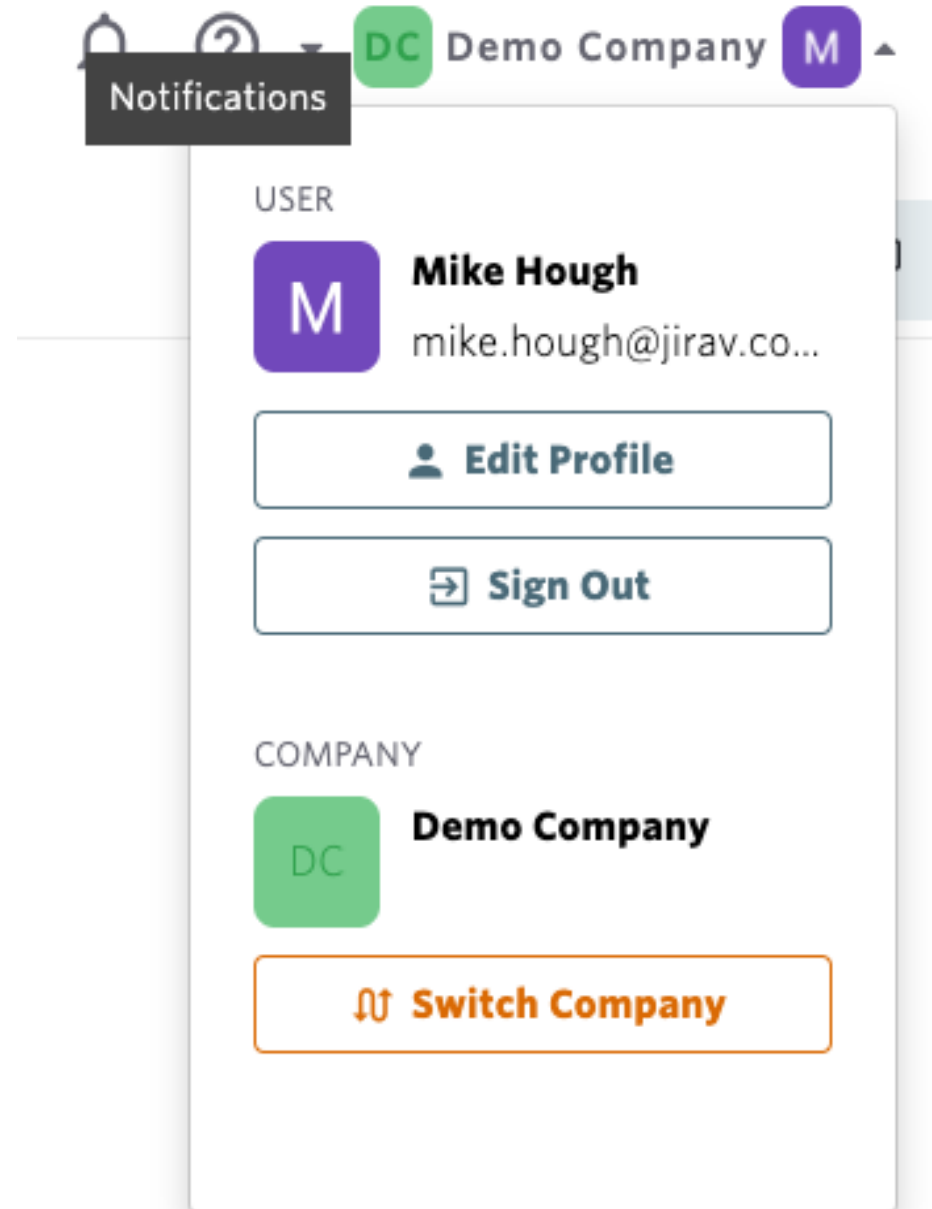 DC Demo Company M
Notifications
USER
M
Mike Hough
mike.hough@jirav.co...
Edit Profile
Sign Out
COMPANY
DC
Demo Company
Switch Company